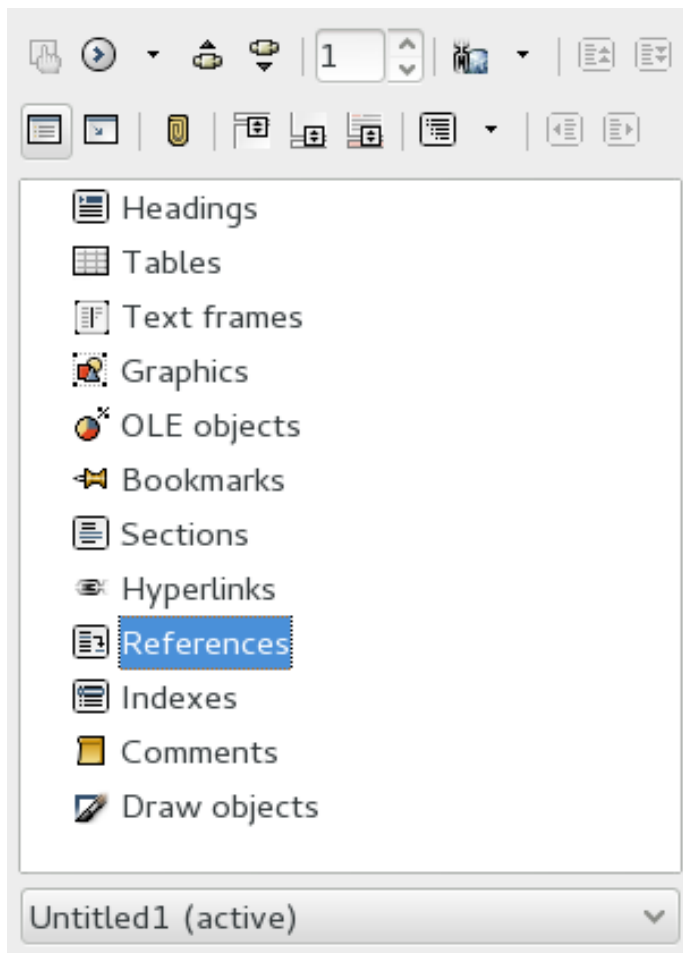 1
Headings
Tables
Text frames
Graphics
OLE objects
Bookmarks
Sections
Hyperlinks
References
Indexes
Comments
Draw objects
Untitled1 (active)